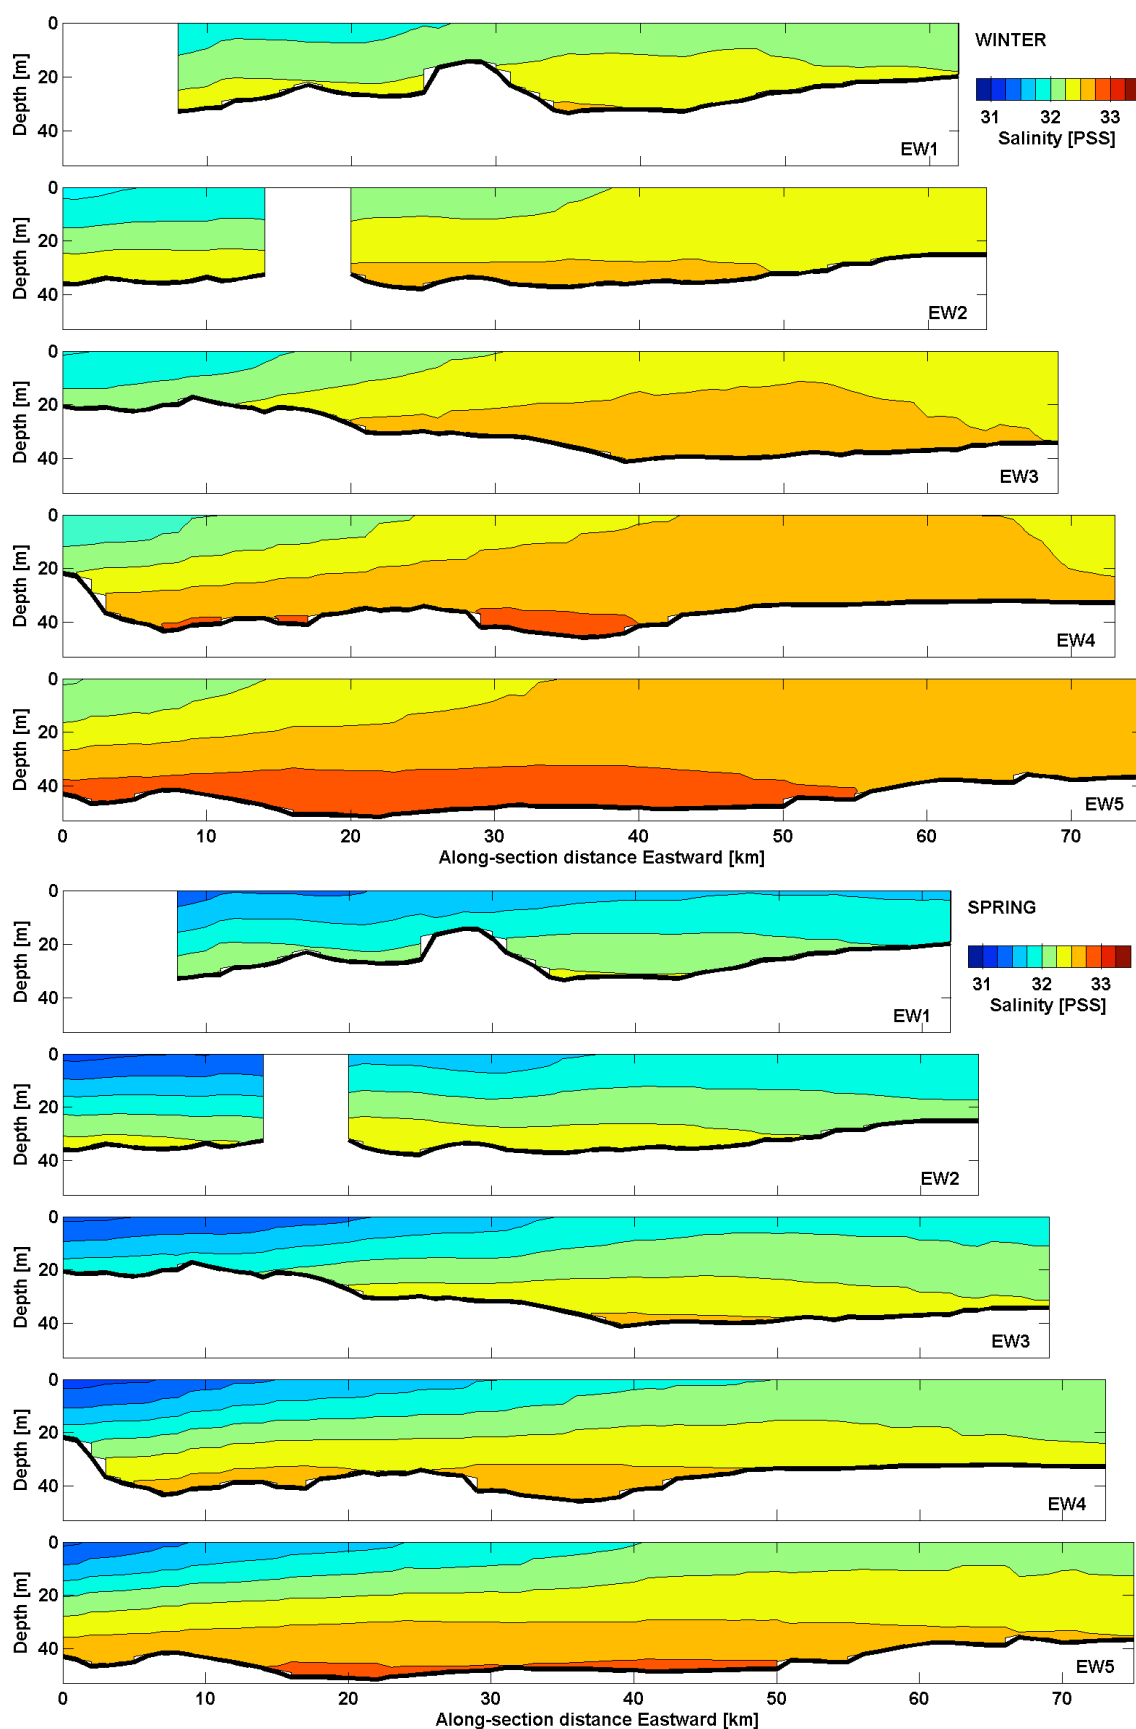 0
20
40
Depth [m]
EW1
WINTER
31 32 33
Salinity [PSS]
0
20
40
Depth [m]
EW2
0
20
40
Depth [m]
EW3
0
20
40
Depth [m]
EW4
0
20
40
Depth [m]
EW5
0 10 20 30 40 50 60 70
Along-section distance Eastward [km]
0
20
40
Depth [m]
EW1
SPRING
31 32 33
Salinity [PSS]
0
20
40
Depth [m]
EW2
0
20
40
Depth [m]
EW3
0
20
40
Depth [m]
EW4
0
20
40
Depth [m]
EW5
0 10 20 30 40 50 60 70
Along-section distance Eastward [km]